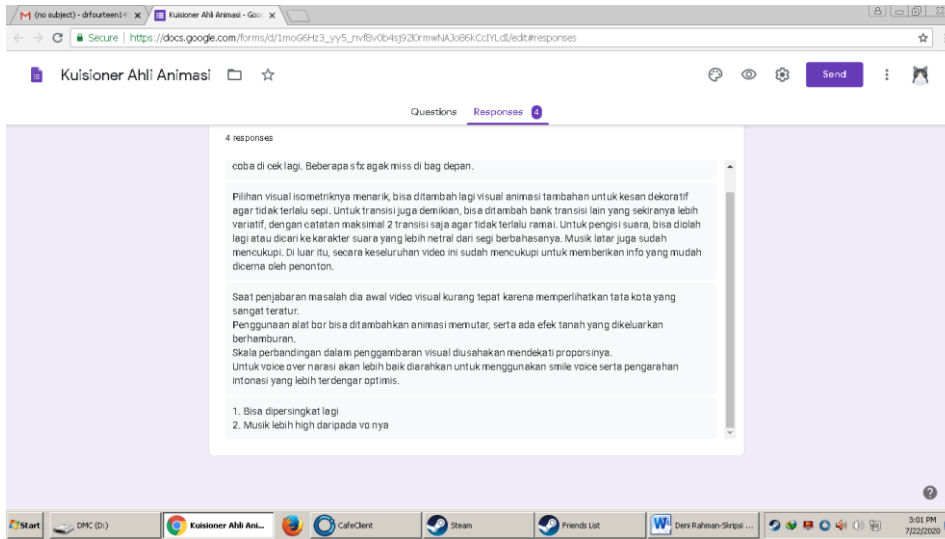 (no subject) - drfourteen14
Kuisioner Ahli Animasi - Goo
Secure | https://docs.google.com/forms/d/
Kuisioner Ahli Animasi
Send
Questions Responses 4
4 responses
coba di cek lagi. Beberapa sfx agak miss di bag depan.
Pilihan visual isometriknya menarik, bisa ditambah lagi visual animasi tambahan untuk kesan dekoratif
agar tidak terlalu sepi. Untuk transisi juga demikian, bisa ditambah bank transisi lain yang sekiranya lebih
variatif, dengan catatan maksimal 2 transisi saja agar tidak terlalu ramai. Untuk pengisi suara, bisa diolah
lagi atau dicari ke karakter suara yang lebih netral dari segi berbahasanya. Musik latar juga sudah
mencukupi. Di luar itu, secara keseluruhan video ini sudah mencukupi untuk memberikan info yang mudah
dicerna oleh penonton.
Saat penjabaran masalah dia awal video visual kurang tepat karena memperlihatkan tata kota yang
sangat teratur.
Penggunaan alat bor bisa ditambahkan animasi memutar, serta ada efek tanah yang dikeluarkan
berhamburan.
Skala perbandingan dalam penggambaran visual diusahakan mendekati proporsinya.
Untuk voice over narasi akan lebih baik diarahkan untuk menggunakan smile voice serta pengarahan
intonasi yang lebih terdengar optimis.
1. Bisa dipersingkat lagi
2. Musik lebih high daripada vo nya
Start
DMC (D:)
Kuisioner Ahli Ani...
CafeClient
Steam
Friends List
Deni Rahman-Skripsi ...
3:01 PM
7/22/2020